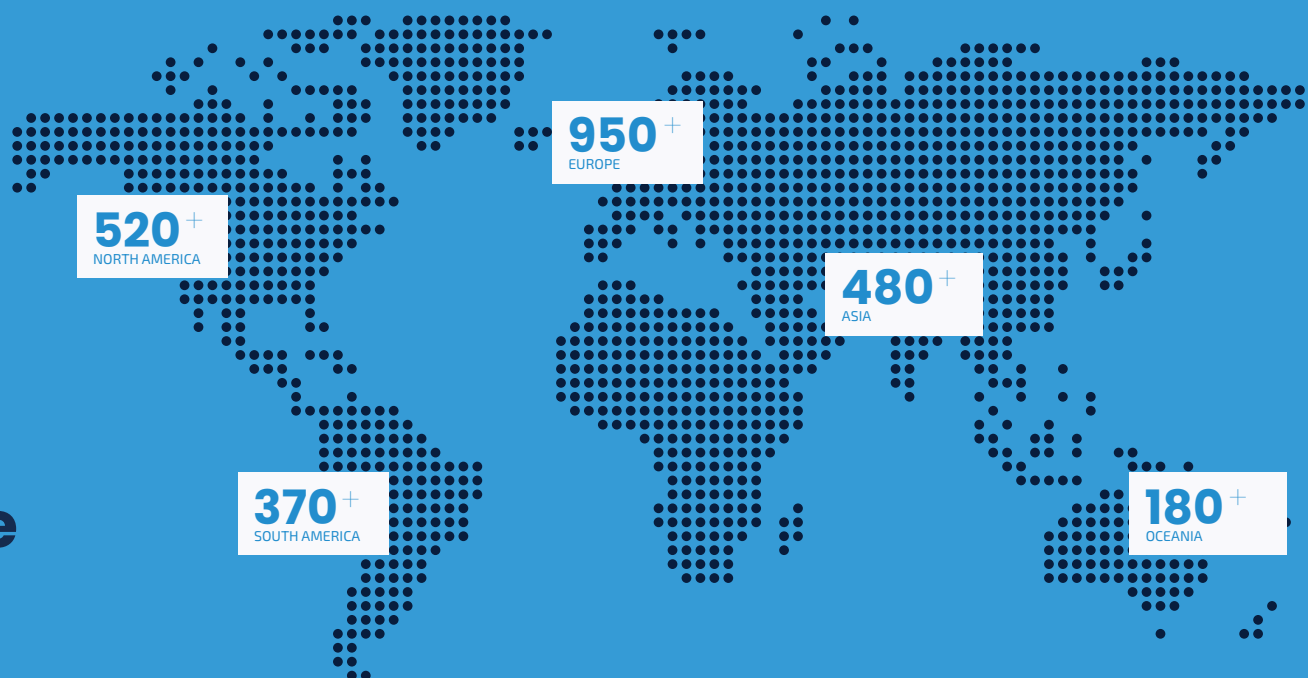 950+
EUROPE
520+
NORTH AMERICA
480+
ASIA
370+
SOUTH AMERICA
180+
OCEANIA
e